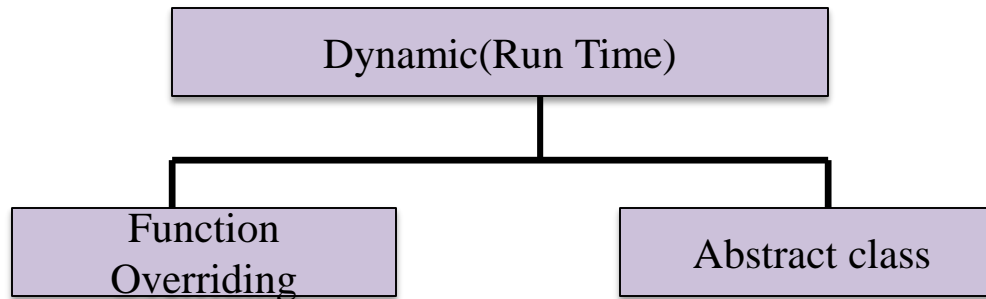 Dynamic(Run Time)
Function
Overriding
Abstract class